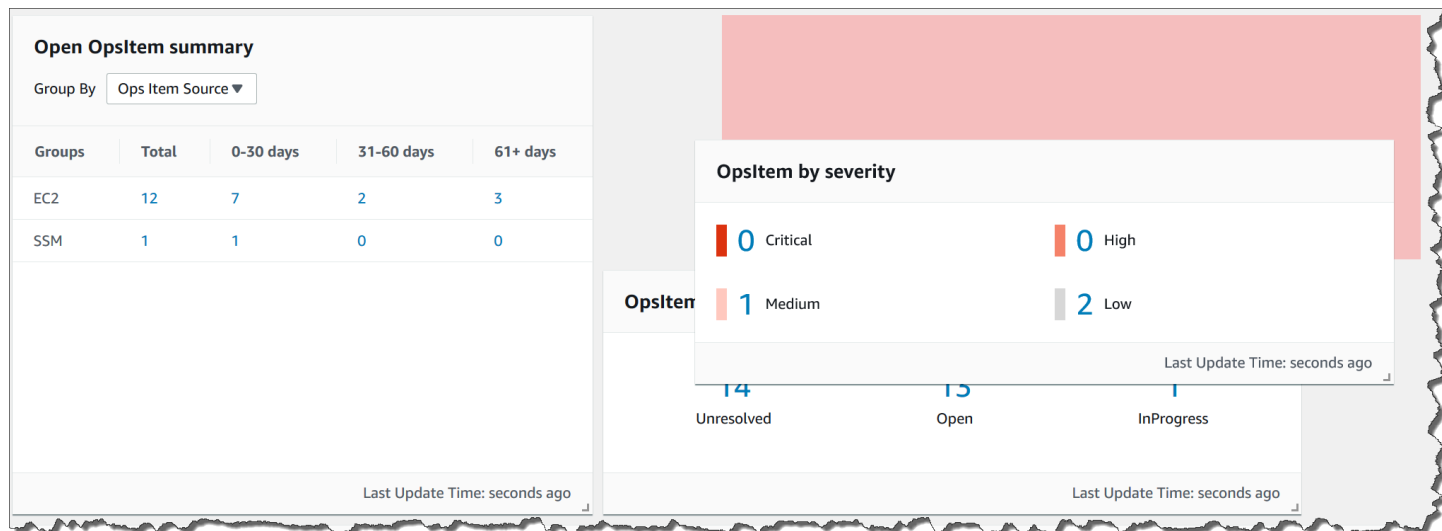 Open OpsItem summary
Group By Ops Item Source
Groups Total 0-30 days 31-60 days 61+ days
EC2 12 7 2 3
SSM 1 1 0 0
Last Update Time: seconds ago
OpsItem by severity
0 Critical 0 High
1 Medium 2 Low
Last Update Time: seconds ago
14 13 1
Unresolved Open InProgress
Last Update Time: seconds ago